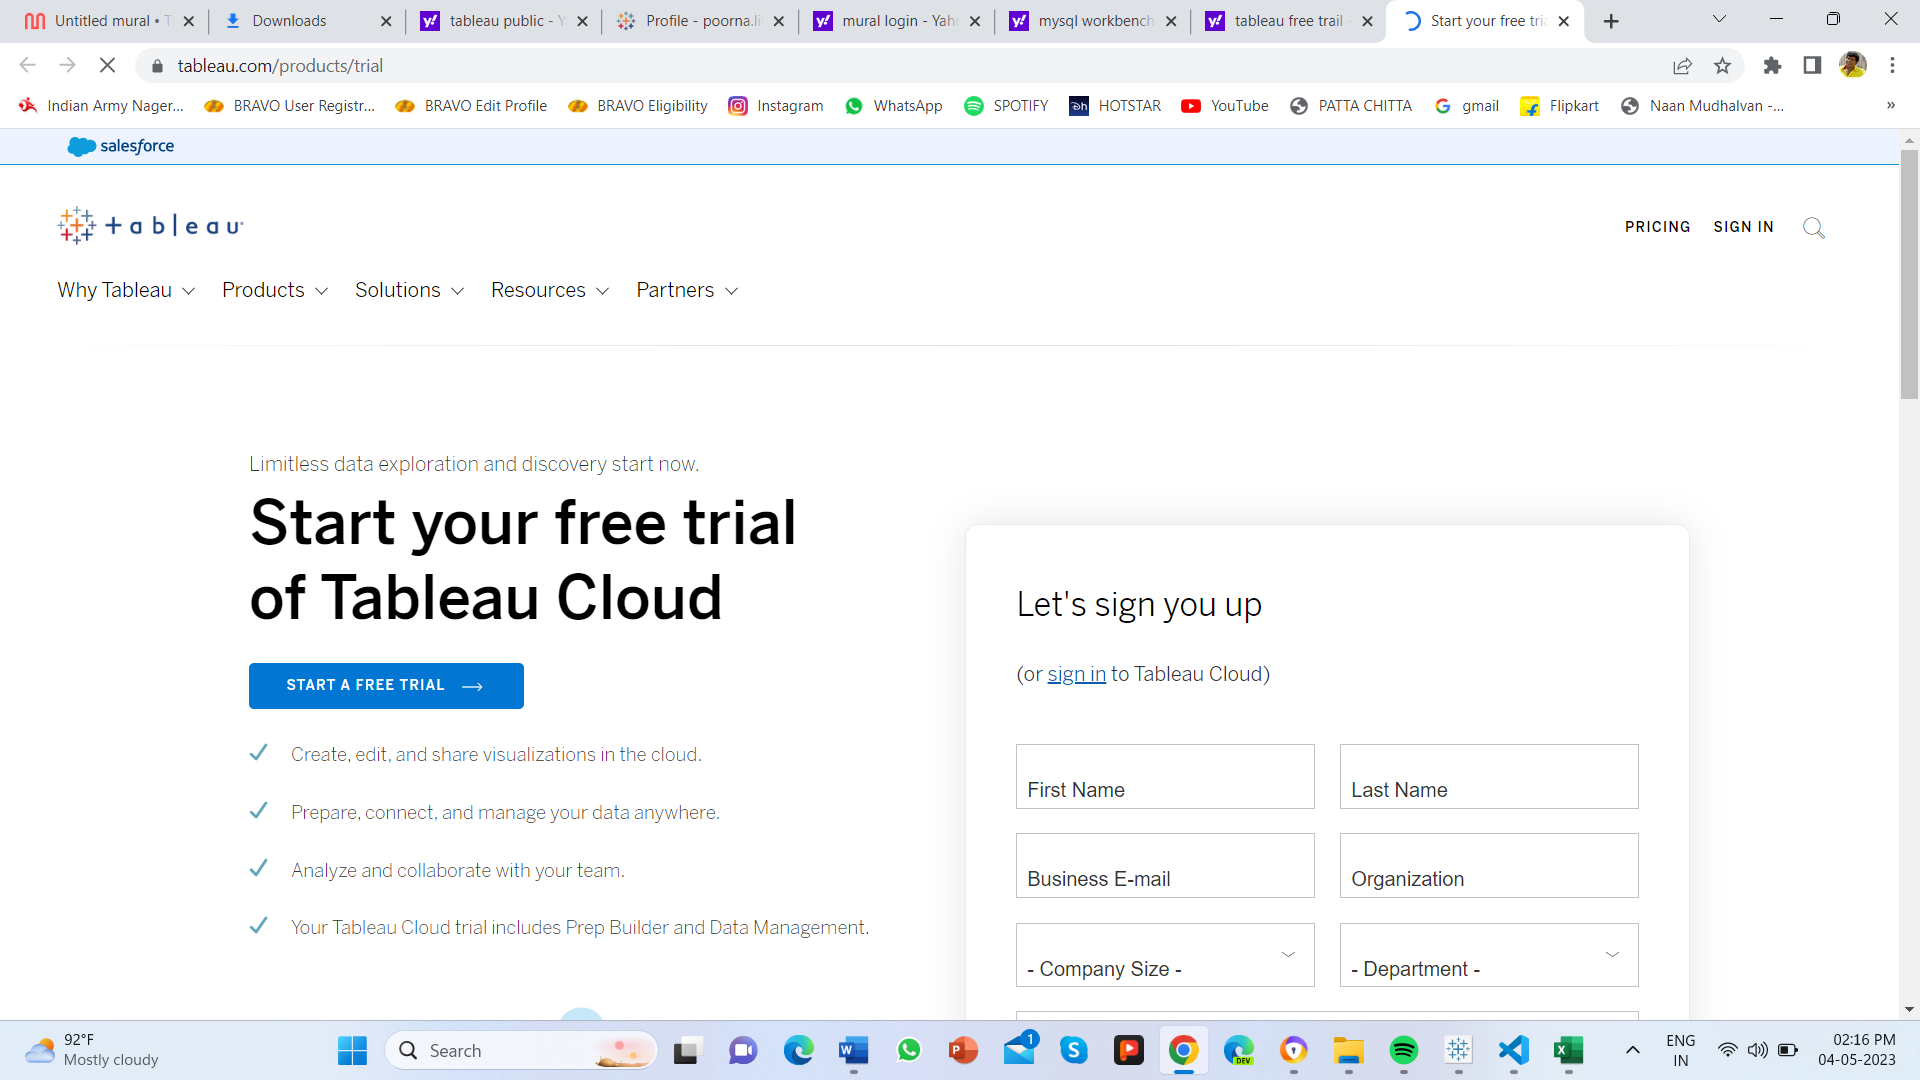 Untitled mural • T
Downloads
tableau public - Y
Profile - poorna.li
mural login - Yaho
mysql workbench
tableau free trail -
Start your free tria
tableau.com/products/trial
Indian Army Nager...
BRAVO User Registr...
BRAVO Edit Profile
BRAVO Eligibility
Instagram
WhatsApp
SPOTIFY
HOTSTAR
YouTube
PATTA CHITTA
gmail
Flipkart
Naan Mudhalvan -...
»
salesforce
+ a b l e a u
PRICING
SIGN IN
Why Tableau
Products
Solutions
Resources
Partners
Limitless data exploration and discovery start now.
Start your free trial
of Tableau Cloud
START A FREE TRIAL
Create, edit, and share visualizations in the cloud.
Prepare, connect, and manage your data anywhere.
Analyze and collaborate with your team.
Your Tableau Cloud trial includes Prep Builder and Data Management.
Let's sign you up
(or sign in to Tableau Cloud)
First Name
Last Name
Business E-mail
Organization
- Company Size -
- Department -
92°F
Mostly cloudy
Search
1
DEV
ENG
IN
02:16 PM
04-05-2023